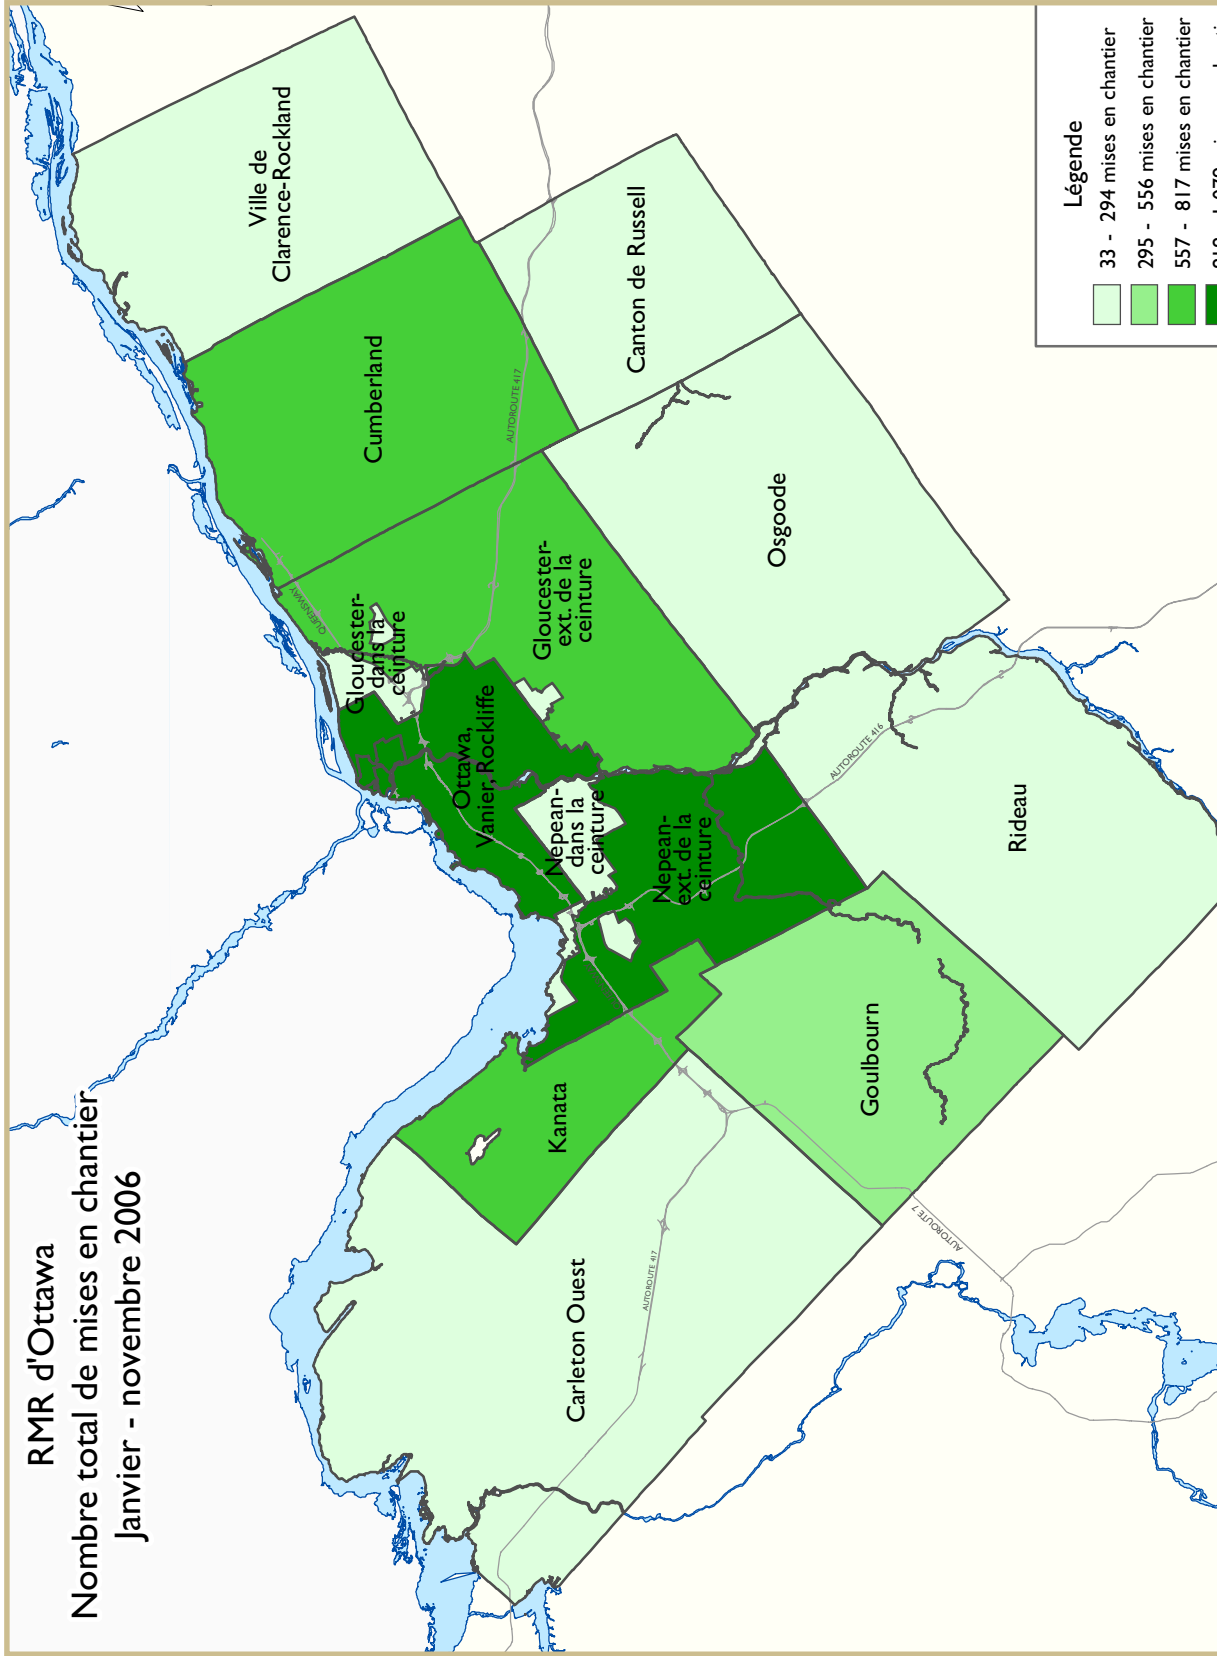 RMR d'Ottawa
Nombre total de mises en chantier
Janvier - novembre 2006
Ville de
Clarence-Rockland
Cumberland
Canton de Russell
AUTOROUTE 417
QUEENSWAY
Gloucester-
dans la
ceinture
Gloucester-
ext. de la
ceinture
Osgoode
Ottawa,
Vanier, Rockliffe
Nepean-
dans la
ceinture
Nepean-
ext. de la
ceinture
AUTOROUTE 416
Rideau
Kanata
Goulbourn
Carleton Ouest
AUTOROUTE 417
AUTOROUTE 7
Légende
33 - 294 mises en chantier
295 - 556 mises en chantier
557 - 817 mises en chantier